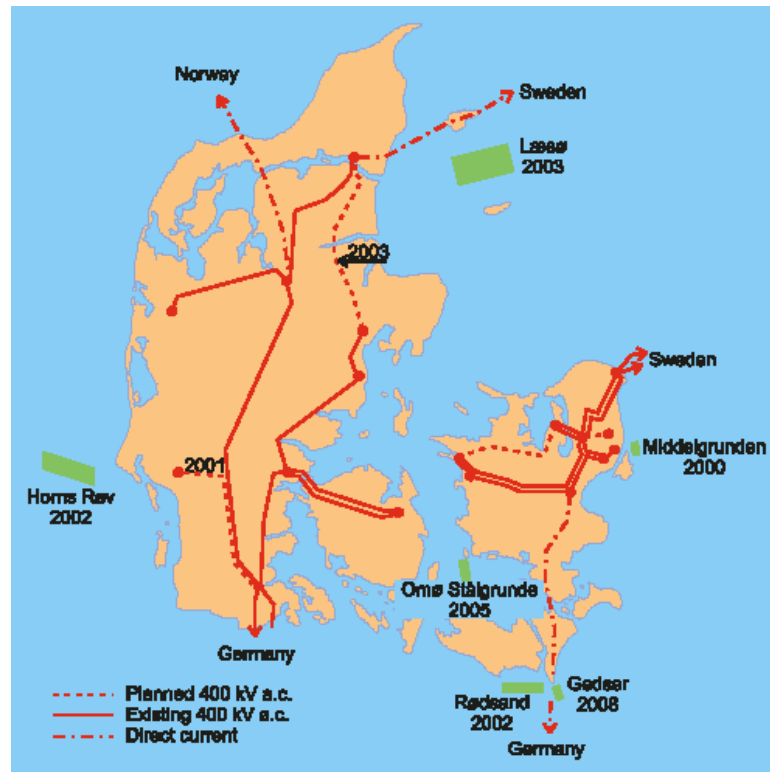 Norway
Sweden
Læsø
2003
2003
Sweden
Middelgrunden
2000
2001
Horns Rev
2002
Omø Stålgrunde
2005
Germany
Gedser
2008
Rødsand
2002
Germany
Planned 400 kV a.c.
Existing 400 kV a.c.
Direct current